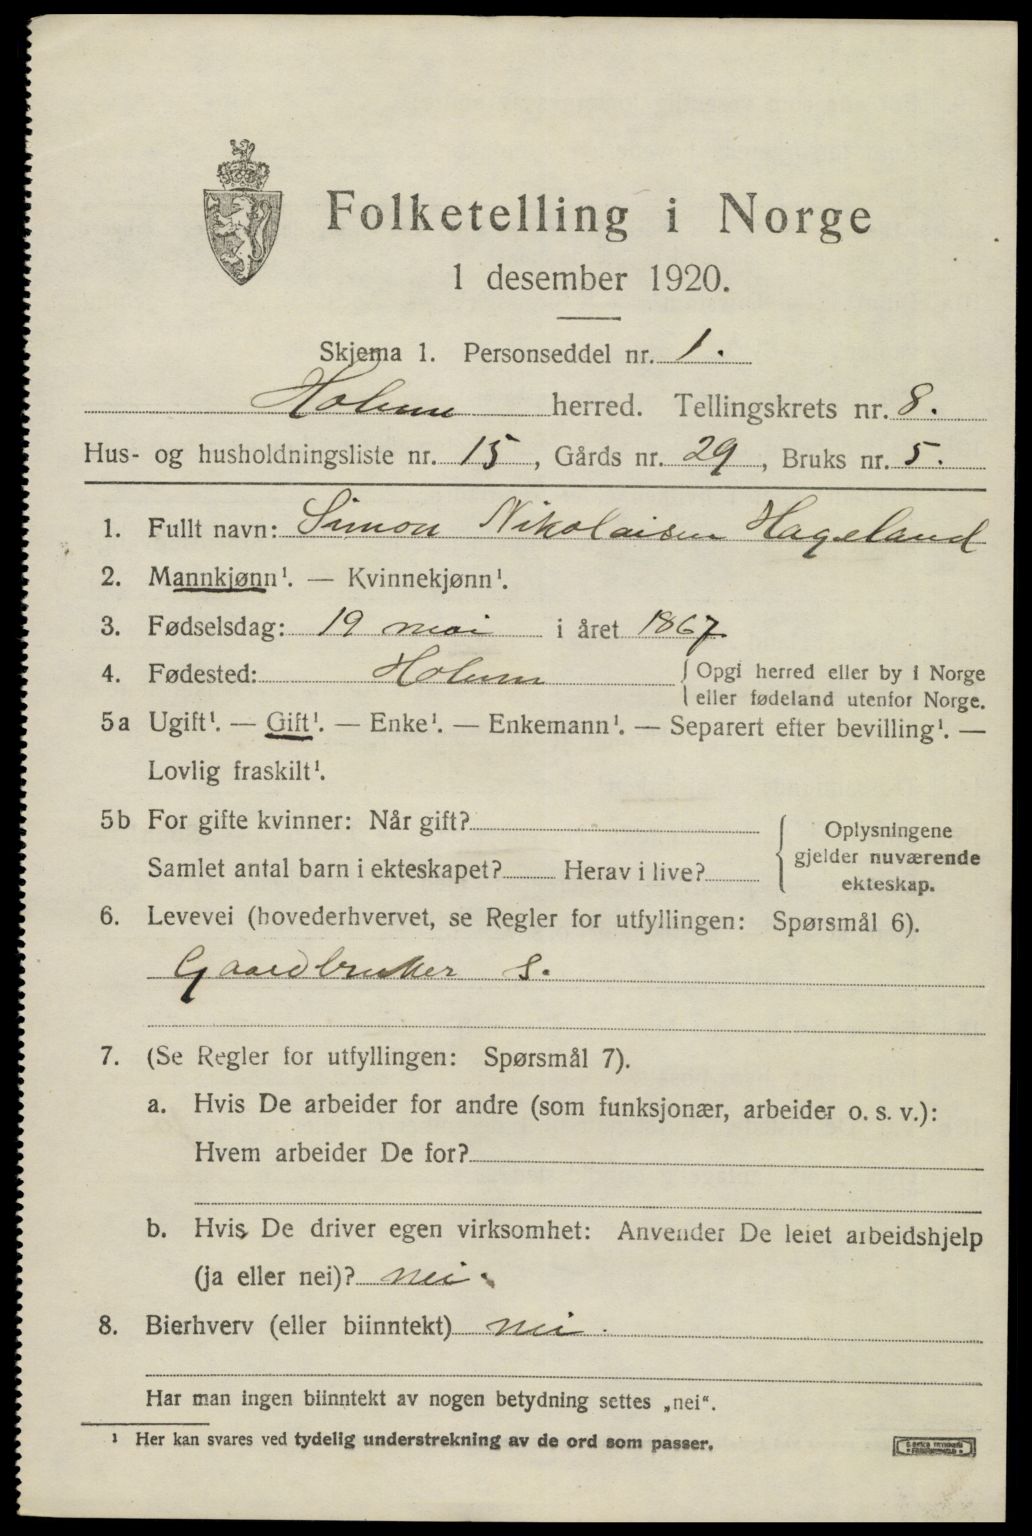 Folketelling i Norge
1 desember 1920.
Skjema 1. Personseddel nr. 1.
Holum herred. Tellingskrets nr. 8.
Hus- og husholdningsliste nr. 15, Gårds nr. 29, Bruks nr. 5.
1. Fullt navn: Simon Nikolaisen Hageland
2. Mannkjønn¹. — Kvinnekjønn¹.
3. Fødselsdag: 19 mai i året 1867
4. Fødested: Holum Opgi herred eller by i Norge
eller fødeland utenfor Norge.
5a Ugift¹. — Gift¹. — Enke¹. — Enkemann¹. — Separert efter bevilling¹. —
Lovlig fraskilt¹.
5b For gifte kvinner: Når gift?
Samlet antal barn i ekteskapet? Herav i live?
Oplysningene
gjelder nuværende
ekteskap.
6. Levevei (hovederhvervet, se Regler for utfyllingen: Spørsmål 6).
Gaardbruker S.
7. (Se Regler for utfyllingen: Spørsmål 7).
a. Hvis De arbeider for andre (som funksjonær, arbeider o. s. v.):
Hvem arbeider De for?
b. Hvis De driver egen virksomhet: Anvender De leiet arbeidshjelp
(ja eller nei)? nei.
8. Bierhverv (eller biinntekt) nei.
Har man ingen biinntekt av nogen betydning settes „nei“.
¹ Her kan svares ved tydelig understrekning av de ord som passer.